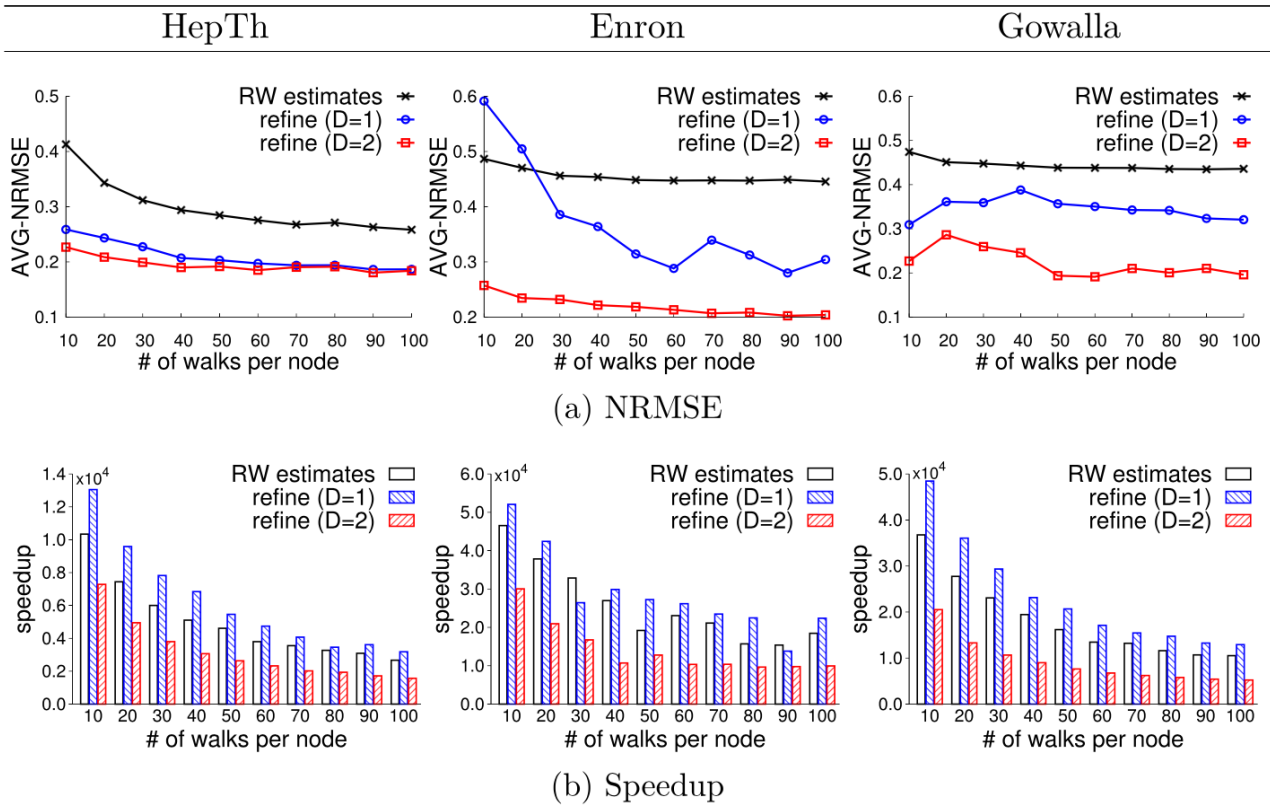 HepTh Enron Gowalla
RW estimates
refine (D=1)
refine (D=2)
AVG-NRMSE
0.5
0.4
0.3
0.2
0.1
10 20 30 40 50 60 70 80 90 100
# of walks per node
RW estimates
refine (D=1)
refine (D=2)
AVG-NRMSE
0.6
0.5
0.4
0.3
0.2
10 20 30 40 50 60 70 80 90 100
# of walks per node
RW estimates
refine (D=1)
refine (D=2)
AVG-NRMSE
0.6
0.5
0.4
0.3
0.2
0.1
10 20 30 40 50 60 70 80 90 100
# of walks per node
(a) NRMSE
×10⁴
RW estimates
refine (D=1)
refine (D=2)
speedup
1.4
1.2
1.0
0.8
0.6
0.4
0.2
0.0
10 20 30 40 50 60 70 80 90 100
# of walks per node
×10⁴
RW estimates
refine (D=1)
refine (D=2)
speedup
6.0
5.0
4.0
3.0
2.0
1.0
0.0
10 20 30 40 50 60 70 80 90 100
# of walks per node
×10⁴
RW estimates
refine (D=1)
refine (D=2)
speedup
5.0
4.0
3.0
2.0
1.0
0.0
10 20 30 40 50 60 70 80 90 100
# of walks per node
(b) Speedup